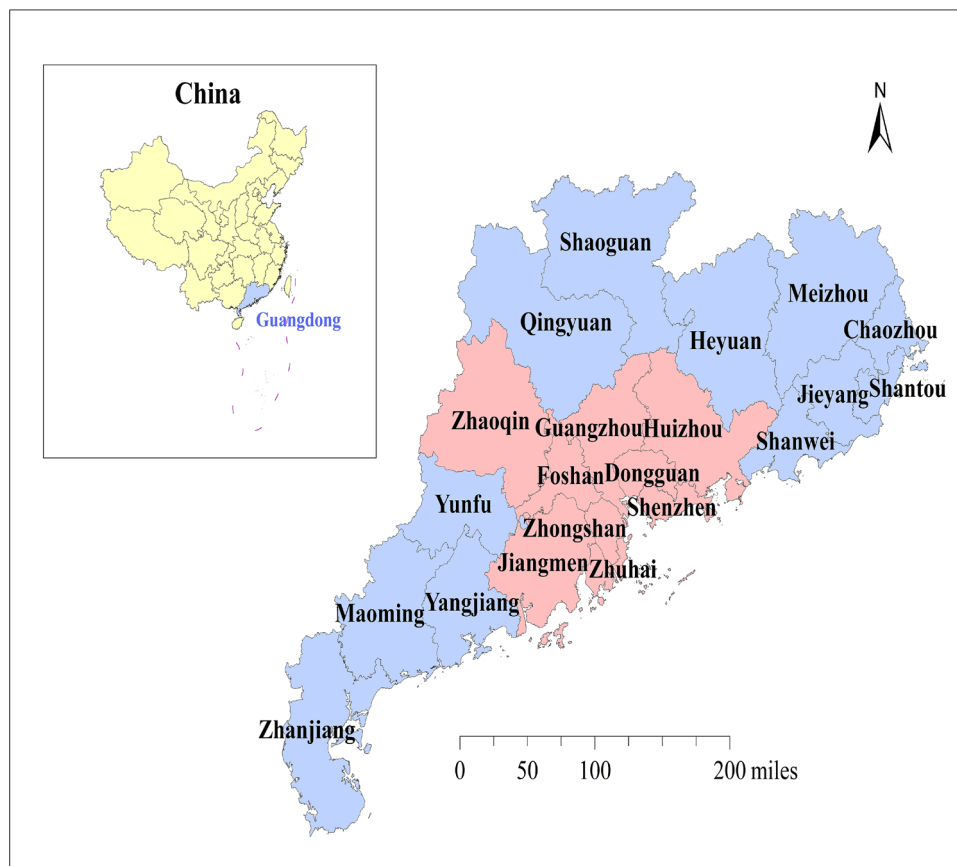 China
Guangdong
N
Shaoguan
Meizhou
Qingyuan
Heyuan
Chaozhou
Jieyang
Shantou
Zhaoqin
Guangzhou
Huizhou
Shanwei
Foshan
Dongguan
Yunfu
Shenzhen
Zhongshan
Jiangmen
Zhuhai
Maoming
Yangjiang
Zhanjiang
0 50 100 200 miles